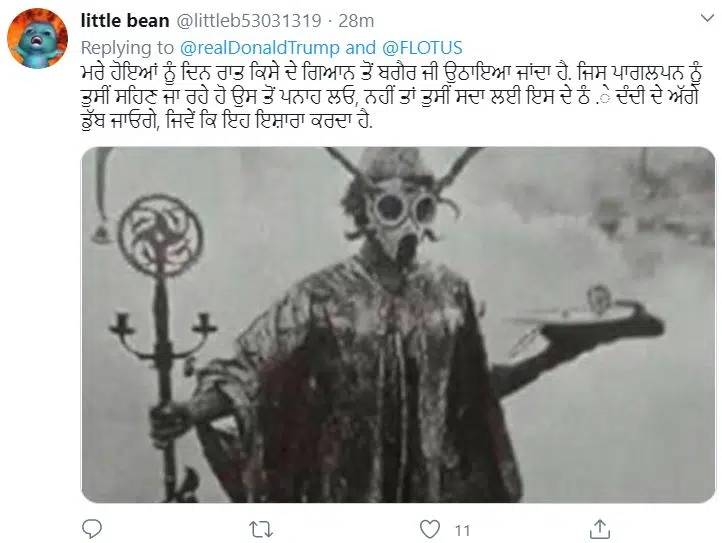 little bean @littleb53031319 · 28m
Replying to @realDonaldTrump and @FLOTUS
ਮਰੇ ਹੋਇਆਂ ਨੂੰ ਦਿਨ ਰਾਤ ਕਿਸੇ ਦੇ ਗਿਆਨ ਤੋਂ ਬਗੈਰ ਜੀ ਉਠਾਇਆ ਜਾਂਦਾ ਹੈ. ਜਿਸ ਪਾਗਲਪਨ ਨੂੰ
ਤੁਸੀਂ ਸਹਿਣ ਜਾ ਰਹੇ ਹੋ ਉਸ ਤੋਂ ਪਨਾਹ ਲਓ, ਨਹੀਂ ਤਾਂ ਤੁਸੀਂ ਸਦਾ ਲਈ ਇਸ ਦੇ ਠੰ .ੇ ਦੰਦੀ ਦੇ ਅੱਗੇ
ਡੁੱਬ ਜਾਓਗੇ, ਜਿਵੇਂ ਕਿ ਇਹ ਇਸ਼ਾਰਾ ਕਰਦਾ ਹੈ.
11